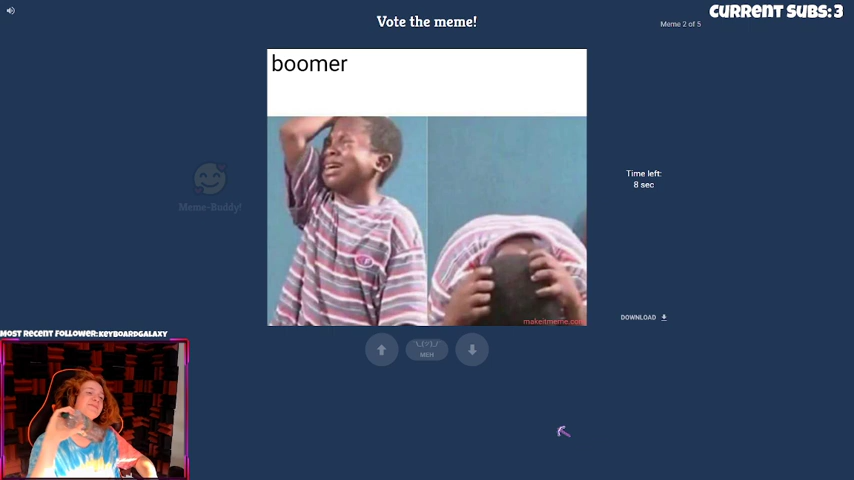 CURRENT SUBS: 3
Vote the meme!
Meme 2 of 5
boomer
Time left:
8 sec
Meme-Buddy!
DOWNLOAD
makeitmeme.com
MOST RECENT FOLLOWER:KEYBOARDGALAXY
¯\_(ツ)_/¯
MEH